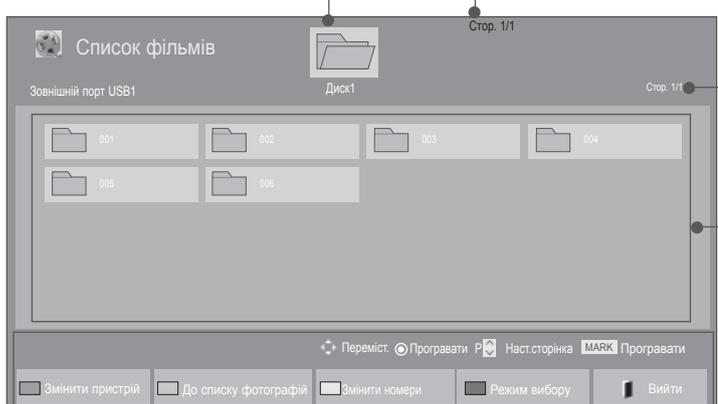 Стор. 1/1
Список фільмів
Зовнішній порт USB1
Диск1
Стор. 1/1
001
002
003
004
005
006
Переміст. Програвати P Наст.сторінка MARK Програвати
Змінити пристрій
До списку фотографій
Змінити номери
Режим вибору
Вийти